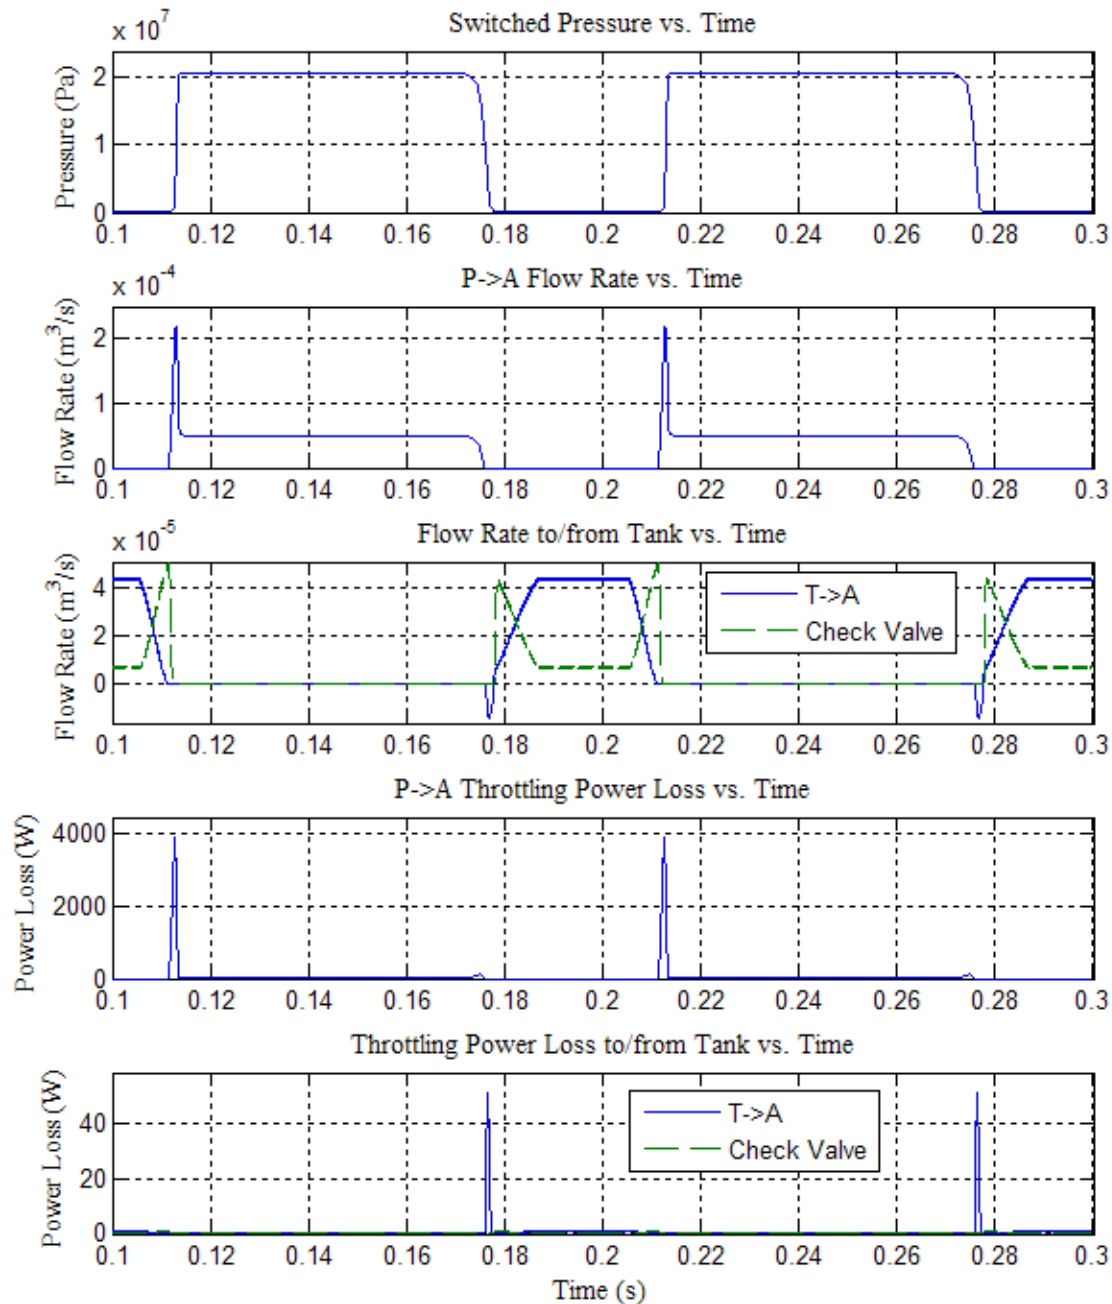 x 10^7
Switched Pressure vs. Time
Pressure (Pa)
2
1
0
0.1 0.12 0.14 0.16 0.18 0.2 0.22 0.24 0.26 0.28 0.3
x 10^-4
P->A Flow Rate vs. Time
Flow Rate (m^3/s)
2
1
0
0.1 0.12 0.14 0.16 0.18 0.2 0.22 0.24 0.26 0.28 0.3
x 10^-5
Flow Rate to/from Tank vs. Time
Flow Rate (m^3/s)
4
2
0
T->A
Check Valve
0.1 0.12 0.14 0.16 0.18 0.2 0.22 0.24 0.26 0.28 0.3
P->A Throttling Power Loss vs. Time
Power Loss (W)
4000
2000
0
0.1 0.12 0.14 0.16 0.18 0.2 0.22 0.24 0.26 0.28 0.3
Throttling Power Loss to/from Tank vs. Time
Power Loss (W)
40
20
0
T->A
Check Valve
0.1 0.12 0.14 0.16 0.18 0.2 0.22 0.24 0.26 0.28 0.3
Time (s)